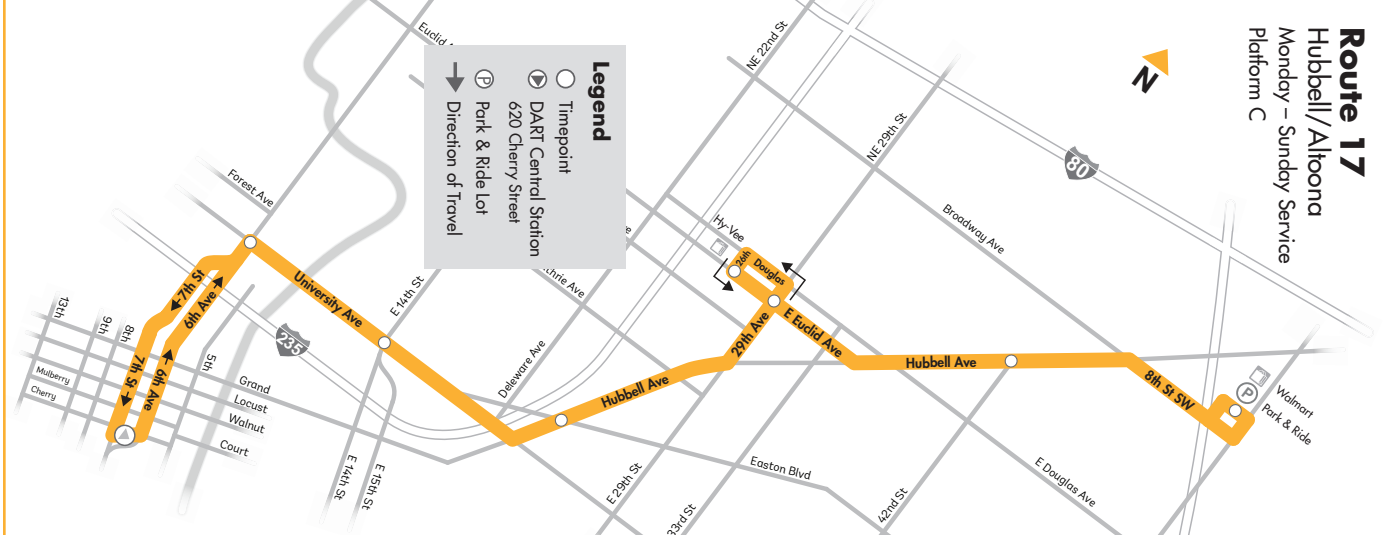 Route 17
Hubbell/Altoona
Monday – Sunday Service
Platform C
N
Legend
Timepoint
DART Central Station
620 Cherry Street
P Park & Ride Lot
Direction of Travel
80
235
Euclid
NE 22nd St
NE 29th St
Broadway Ave
Forest Ave
Hy-Vee
26th
Douglas
E Euclid Ave
29th Ave
Hubbell Ave
8th St SW
P
Walmart
Park & Ride
University Ave
E 14th St
Deleware Ave
Hubbell Ave
Easton Blvd
E Douglas Ave
E 29th St
33rd St
42nd St
E 14th St
E 15th St
7th St
6th Ave
7th St
6th Ave
13th
9th
8th
5th
Mulberry
Cherry
Grand
Locust
Walnut
Court